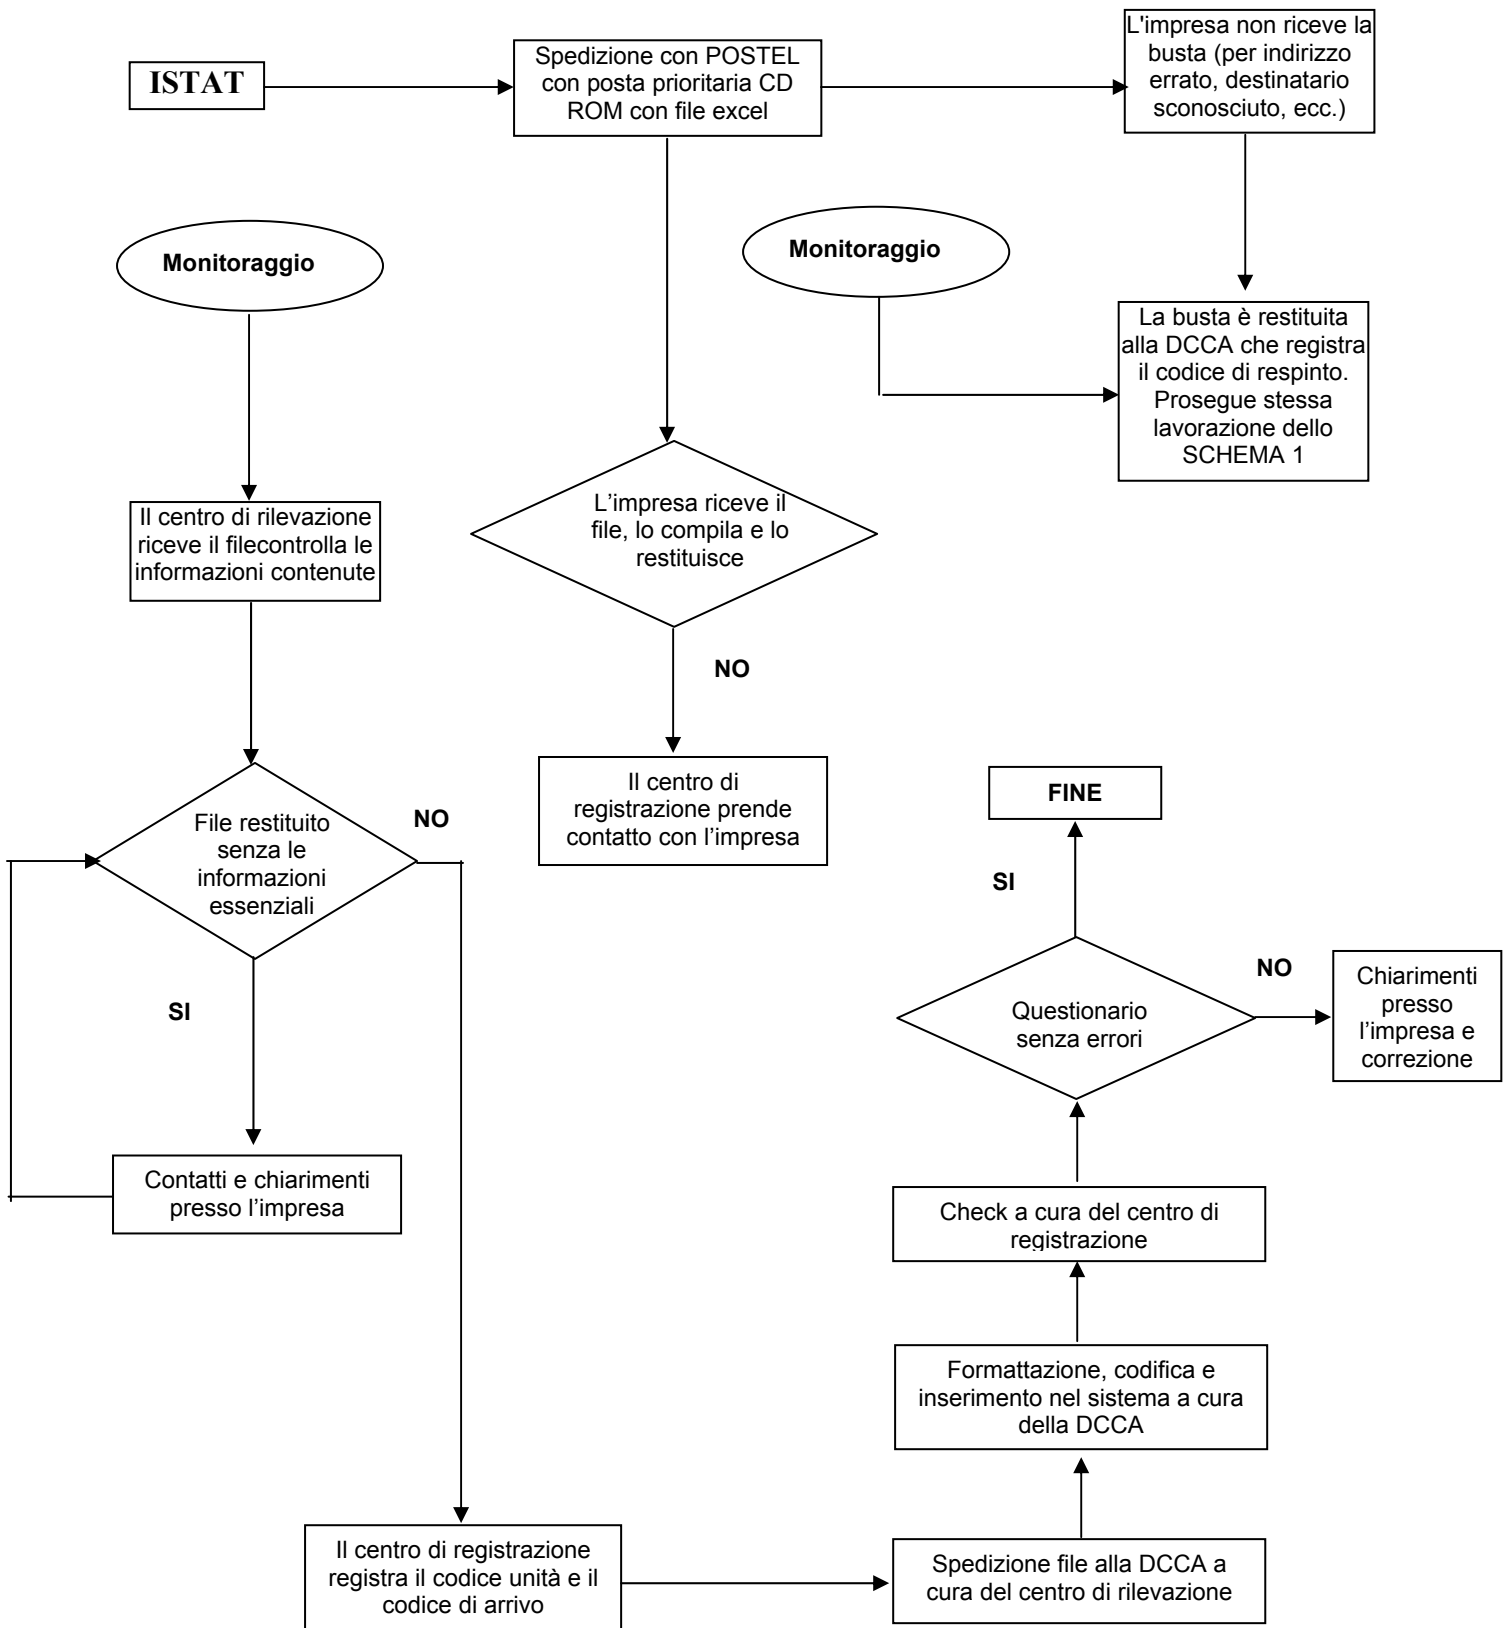 ISTAT
Spedizione con POSTEL
con posta prioritaria CD
ROM con file excel
L'impresa non riceve la
busta (per indirizzo
errato, destinatario
sconosciuto, ecc.)
Monitoraggio
Monitoraggio
La busta è restituita
alla DCCA che registra
il codice di respinto.
Prosegue stessa
lavorazione dello
SCHEMA 1
Il centro di rilevazione
riceve il filecontrolla le
informazioni contenute
L’impresa riceve il
file, lo compila e lo
restituisce
NO
Il centro di
registrazione prende
contatto con l’impresa
File restituito
senza le
informazioni
essenziali
NO
SI
Contatti e chiarimenti
presso l’impresa
FINE
SI
Questionario
senza errori
NO
Chiarimenti
presso
l’impresa e
correzione
Check a cura del centro di
registrazione
Formattazione, codifica e
inserimento nel sistema a cura
della DCCA
Il centro di registrazione
registra il codice unità e il
codice di arrivo
Spedizione file alla DCCA a
cura del centro di rilevazione